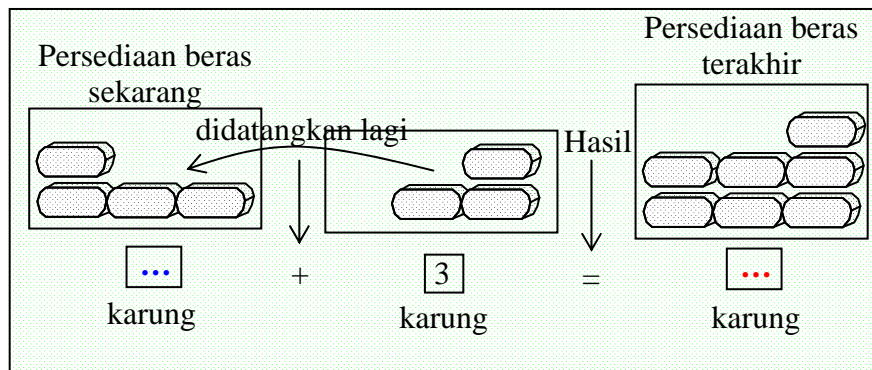 Persediaan beras
sekarang
didatangkan lagi
Hasil
Persediaan beras
terakhir
... + 3 = ...
karung karung karung